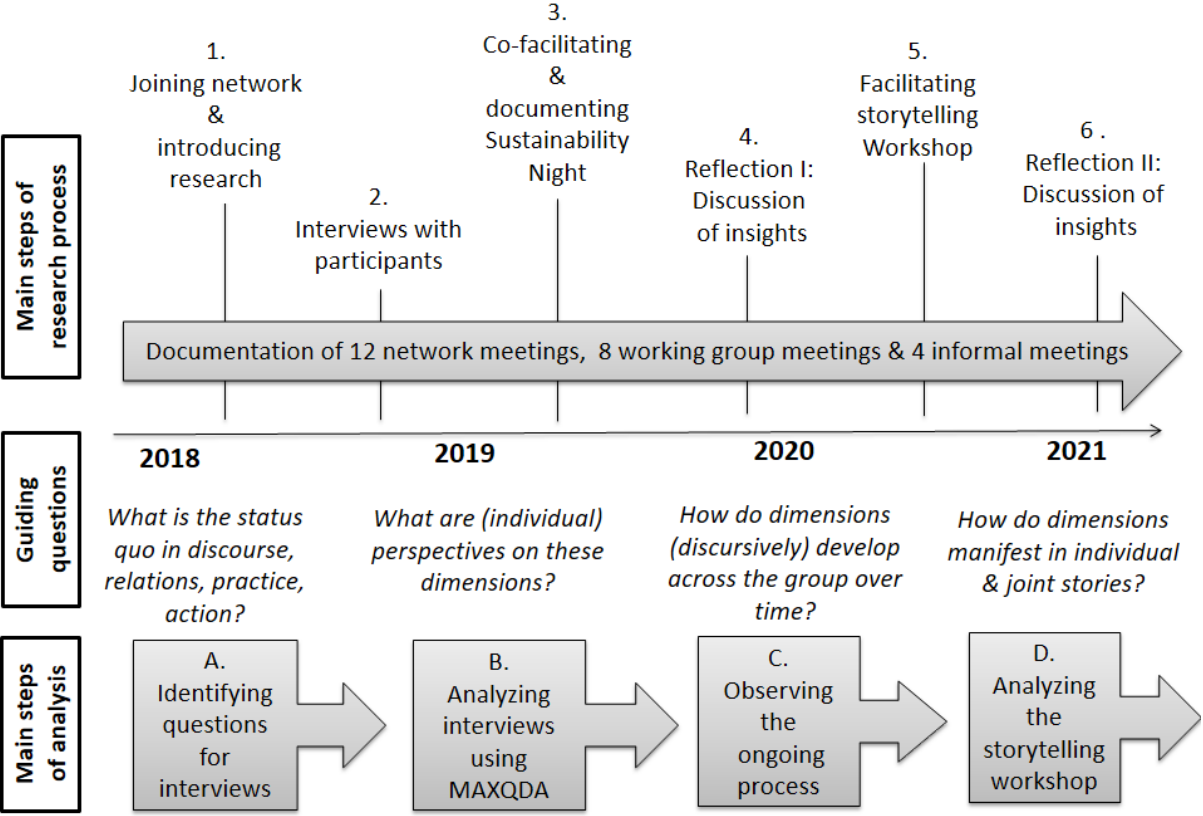 Main steps of
research process
1.
Joining network
&
introducing
research
2.
Interviews with
participants
3.
Co-facilitating
&
documenting
Sustainability
Night
4.
Reflection I:
Discussion
of insights
5.
Facilitating
storytelling
Workshop
6 .
Reflection II:
Discussion of
insights
Documentation of 12 network meetings,  8 working group meetings & 4 informal meetings
2018
2019
2020
2021
Guiding
questions
What is the status
quo in discourse,
relations, practice,
action?
What are (individual)
perspectives on these
dimensions?
How do dimensions
(discursively) develop
across the group over
time?
How do dimensions
manifest in individual
& joint stories?
Main steps
of analysis
A.
Identifying
questions
for
interviews
B.
Analyzing
interviews
using
MAXQDA
C.
Observing
the
ongoing
process
D.
Analyzing
the
storytelling
workshop